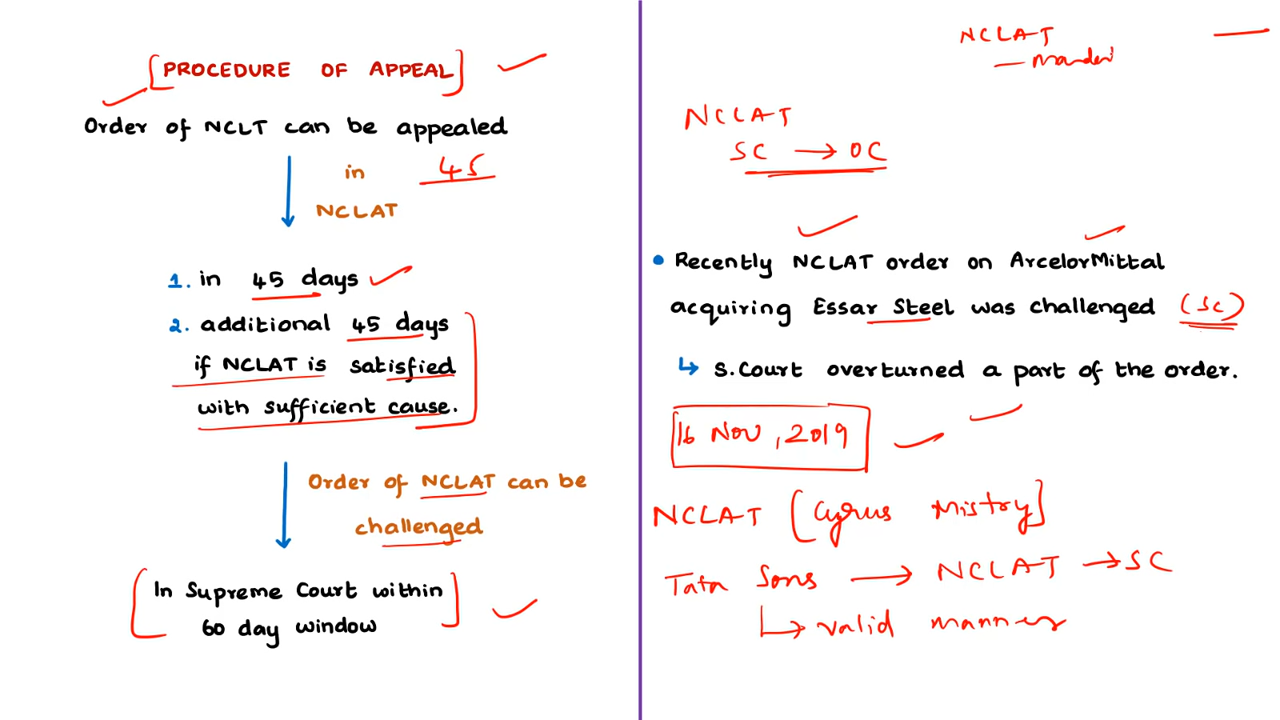 [PROCEDURE OF APPEAL]
Order of NCLT can be appealed
in 45
NCLAT
1. in 45 days
2. additional 45 days
if NCLAT is satisfied
with sufficient cause.
Order of NCLAT can be
challenged
[In Supreme Court within
60 day window]
NCLAT
NCLAT
SC → OC
• Recently NCLAT order on ArcelorMittal
acquiring Essar Steel was challenged (SC)
↳ S.Court overturned a part of the order.
16 Nov, 2019
NCLAT [Cyrus Mistry]
Tata Sons → NCLAT → SC
↳ valid manner